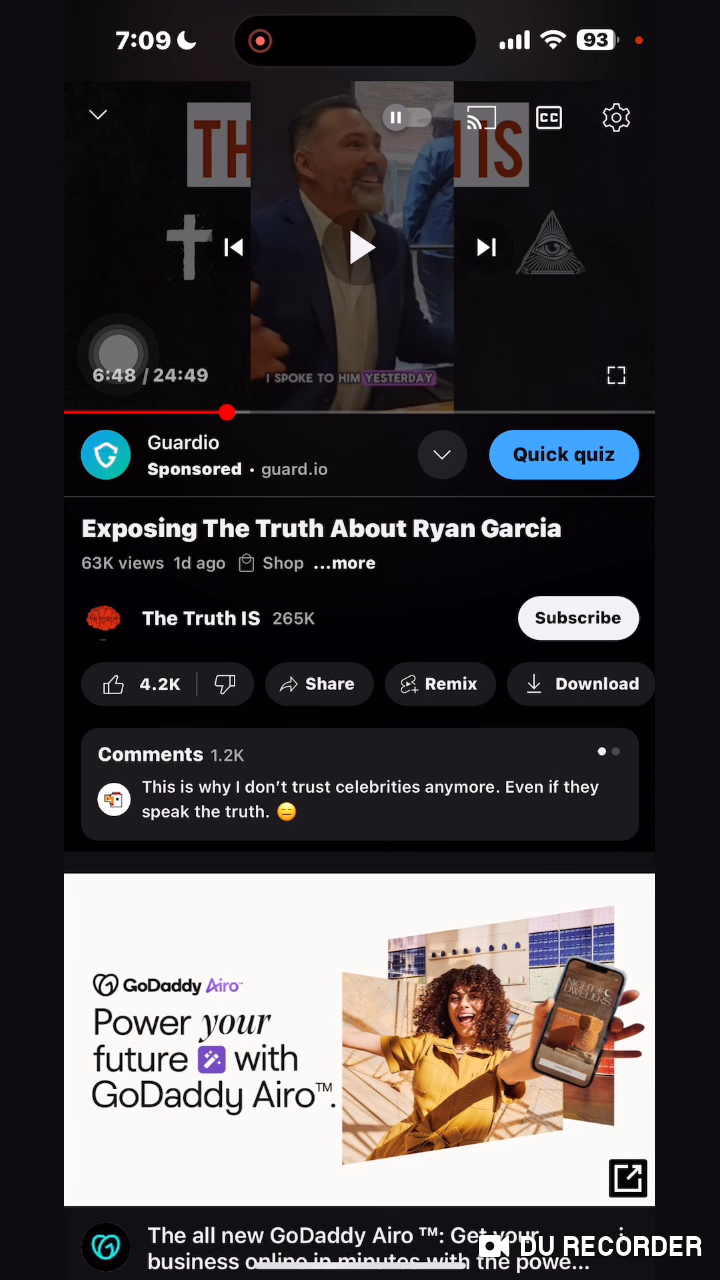 7:09
93
TH
IS
CC
I SPOKE TO HIM YESTERDAY
6:48 / 24:49
Guardio
Sponsored • guard.io
Quick quiz
Exposing The Truth About Ryan Garcia
63K views 1d ago Shop ...more
The Truth IS 265K
Subscribe
4.2K
Share
Remix
Download
Comments 1.2K
This is why I don't trust celebrities anymore. Even if they
speak the truth. 😑
GoDaddy Airo™
Power your
future with
GoDaddy Airo™.
NIGHT
DWELLERS
The all new GoDaddy Airo ™: Get your
business online in minutes with the powe...
DU RECORDER